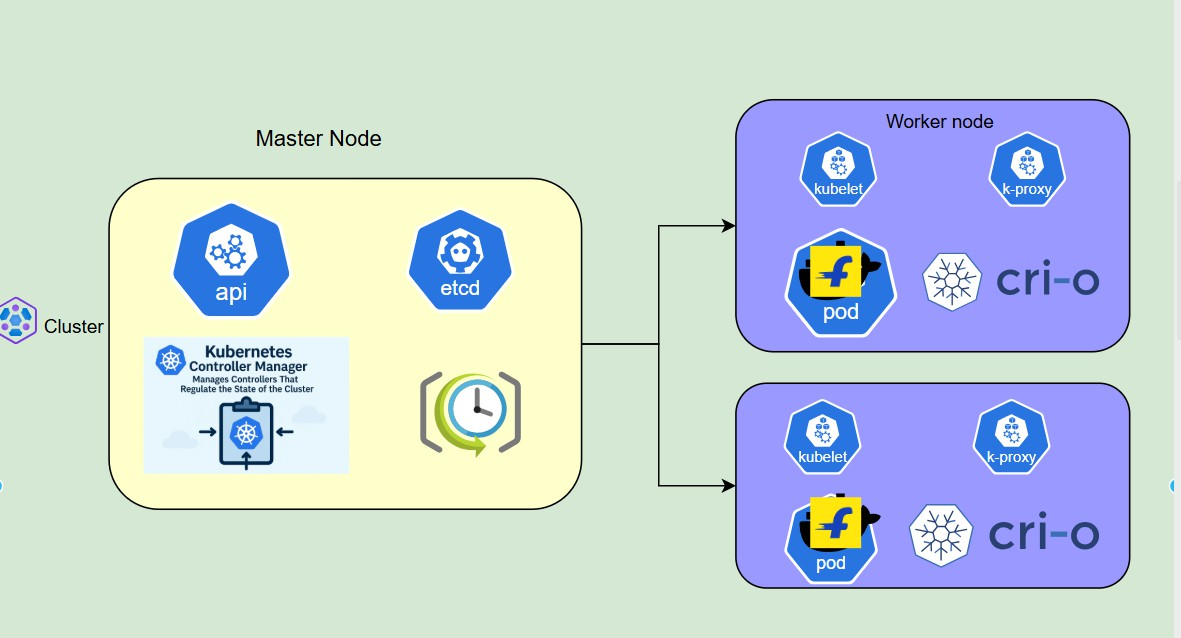 Master Node
Cluster
api
etcd
Kubernetes
Controller Manager
Manages Controllers That
Regulate the State of the Cluster
Worker node
kubelet
k-proxy
pod
cri-o
kubelet
k-proxy
pod
cri-o